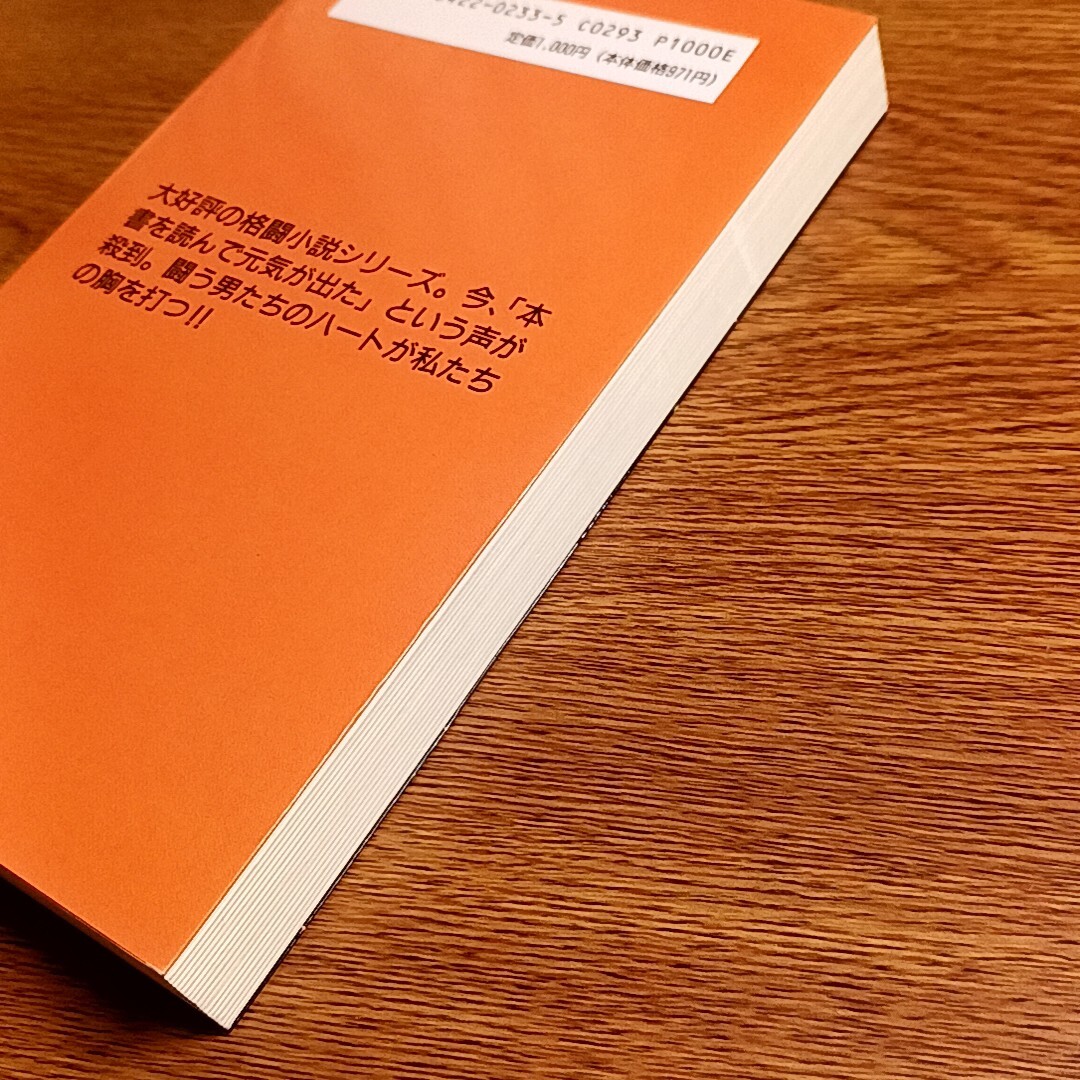 422-0233-5 C0293 P1000E
定価1,000円(本体価格971円)
大好評の格闘小説シリーズ。今、「本
書を読んで元気が出た」という声が
殺到。闘う男たちのハートが私たち
の胸を打つ!!